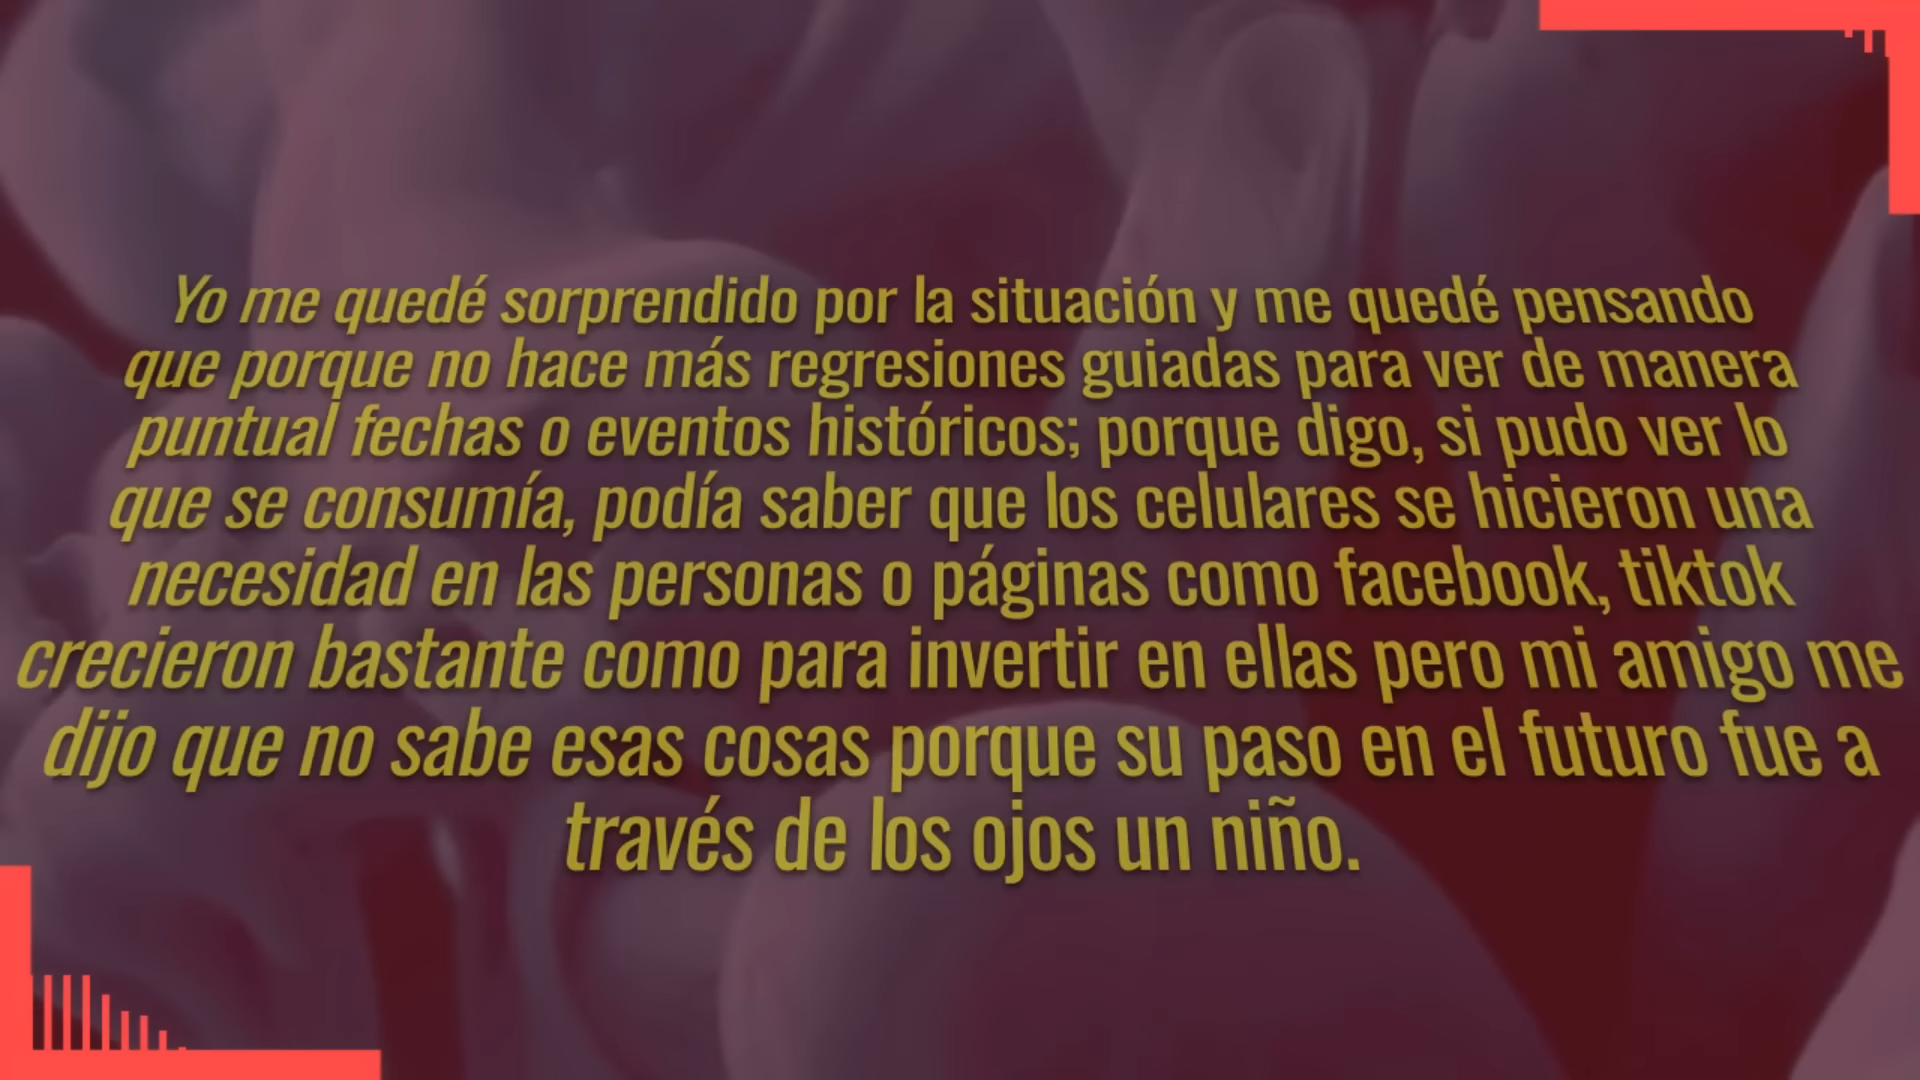 Yo me quedé sorprendido por la situación y me quedé pensando
que porque no hace más regresiones guiadas para ver de manera
puntual fechas o eventos históricos; porque digo, si pudo ver lo
que se consumía, podía saber que los celulares se hicieron una
necesidad en las personas o páginas como facebook, tiktok
crecieron bastante como para invertir en ellas pero mi amigo me
dijo que no sabe esas cosas porque su paso en el futuro fue a
través de los ojos un niño.